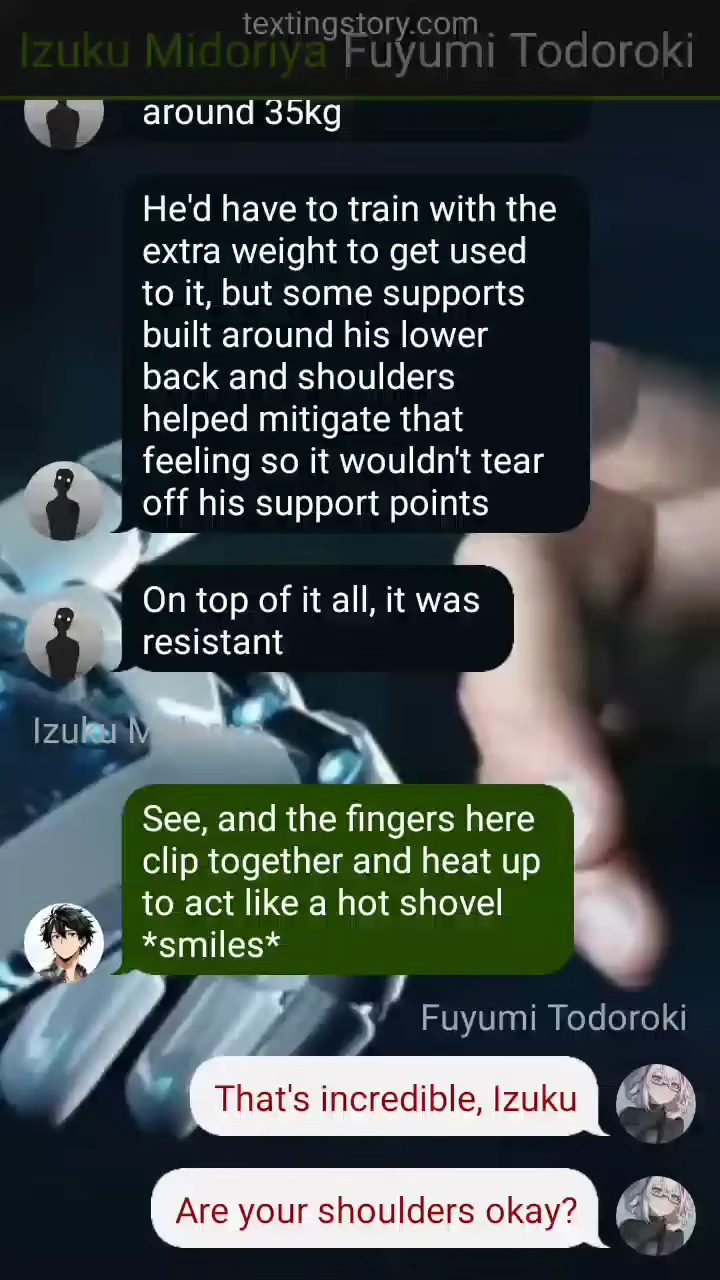 textingstory.com
Izuku Midoriya Fuyumi Todoroki
around 35kg
He'd have to train with the
extra weight to get used
to it, but some supports
built around his lower
back and shoulders
helped mitigate that
feeling so it wouldn't tear
off his support points
On top of it all, it was
resistant
Izuku Midoriya
See, and the fingers here
clip together and heat up
to act like a hot shovel
*smiles*
Fuyumi Todoroki
That's incredible, Izuku
Are your shoulders okay?